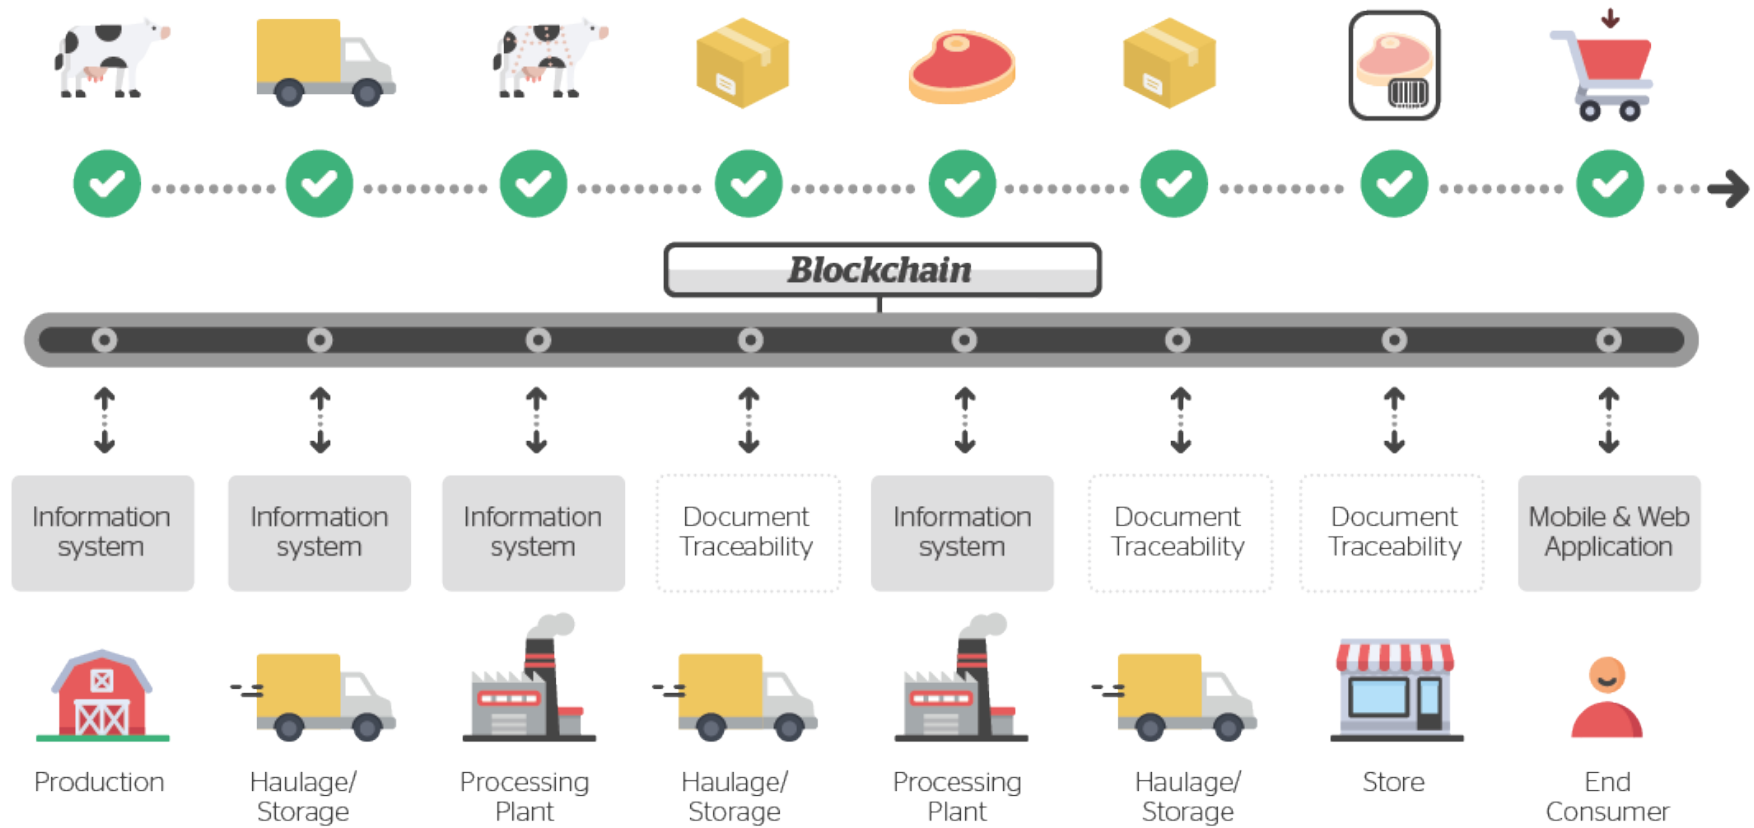 Blockchain
Information
system
Information
system
Information
system
Document
Traceability
Information
system
Document
Traceability
Document
Traceability
Mobile & Web
Application
Production
Haulage/
Storage
Processing
Plant
Haulage/
Storage
Processing
Plant
Haulage/
Storage
Store
End
Consumer